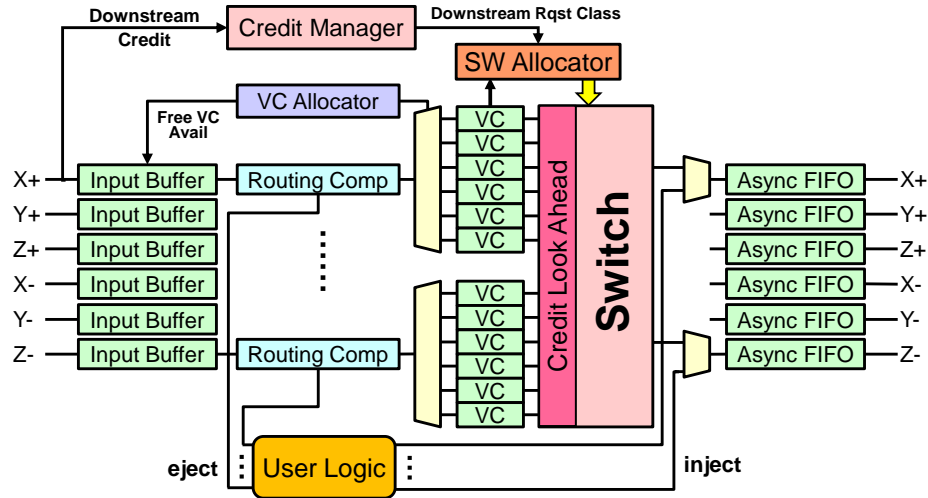 Downstream
Credit
Credit Manager
Downstream Rqst Class
SW Allocator
VC Allocator
Free VC
Avail
X+
Input Buffer
Routing Comp
Y+
Input Buffer
Z+
Input Buffer
X-
Input Buffer
Y-
Input Buffer
Z-
Input Buffer
Routing Comp
VC
VC
VC
VC
VC
VC
VC
VC
VC
VC
VC
VC
Credit Look Ahead
Switch
Async FIFO
X+
Async FIFO
Y+
Async FIFO
Z+
Async FIFO
X-
Async FIFO
Y-
Async FIFO
Z-
eject
User Logic
inject